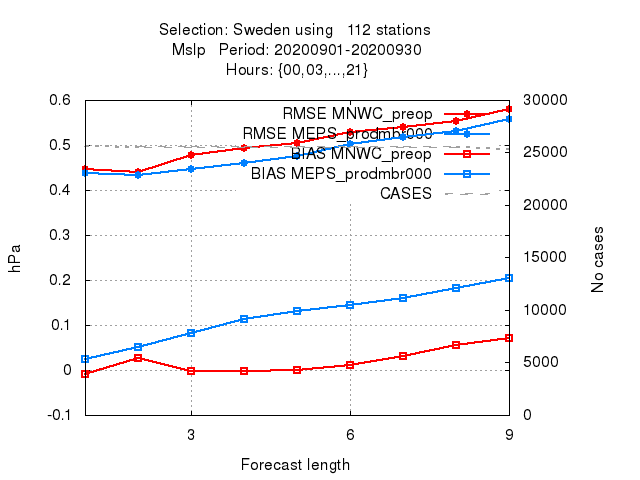 Selection: Sweden using   112 stations
Mslp   Period: 20200901-20200930
Hours: {00,03,...,21}
0.6
0.5
0.4
0.3
0.2
0.1
0
-0.1
hPa
RMSE MNWC_preop
RMSE MEPS_prodmbr000
BIAS MNWC_preop
BIAS MEPS_prodmbr000
CASES
30000
25000
20000
15000
10000
5000
0
No cases
3
6
9
Forecast length